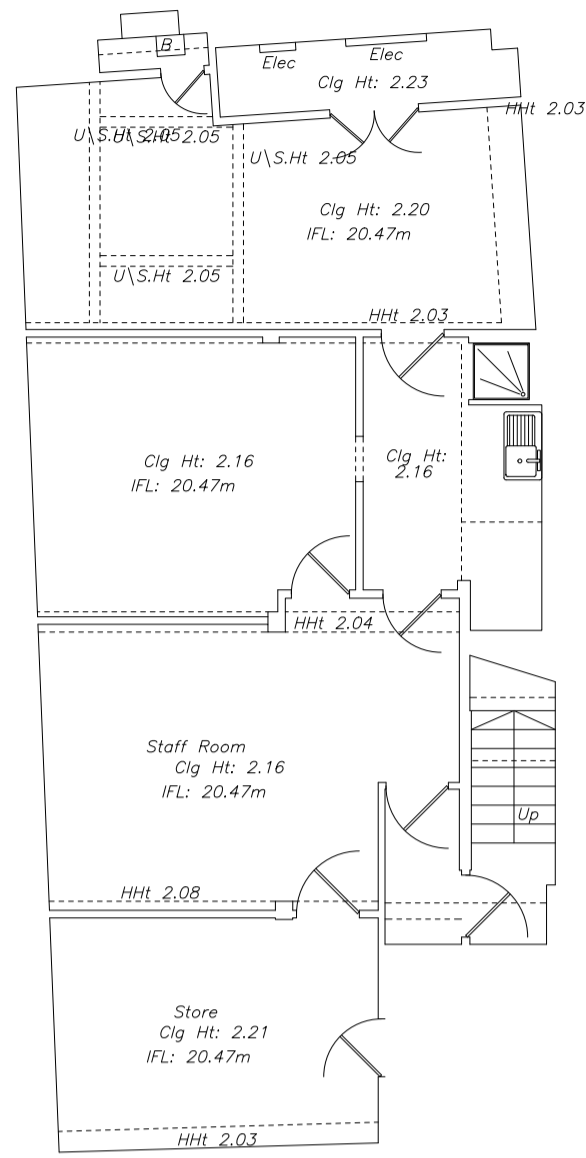 B
Elec
Elec
Clg Ht: 2.23
HHt 2.03
U\S.Ht 2.05
U\S.Ht 2.05
U\S.Ht 2.05
Clg Ht: 2.20
IFL: 20.47m
U\S.Ht 2.05
HHt 2.03
Clg Ht: 2.16
IFL: 20.47m
Clg Ht:
2.16
HHt 2.04
Staff Room
Clg Ht: 2.16
IFL: 20.47m
Up
HHt 2.08
Store
Clg Ht: 2.21
IFL: 20.47m
HHt 2.03